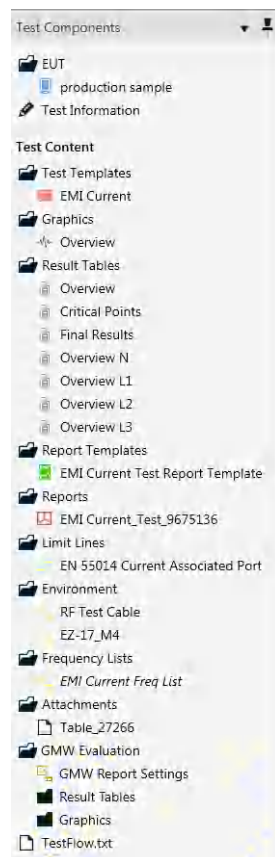 Test Components
EUT
production sample
Test Information
Test Content
Test Templates
EMI Current
Graphics
Overview
Result Tables
Overview
Critical Points
Final Results
Overview N
Overview L1
Overview L2
Overview L3
Report Templates
EMI Current Test Report Template
Reports
EMI Current_Test_9675136
Limit Lines
EN 55014 Current Associated Port
Environment
RF Test Cable
EZ-17_M4
Frequency Lists
EMI Current Freq List
Attachments
Table_27266
GMW Evaluation
GMW Report Settings
Result Tables
Graphics
TestFlow.txt